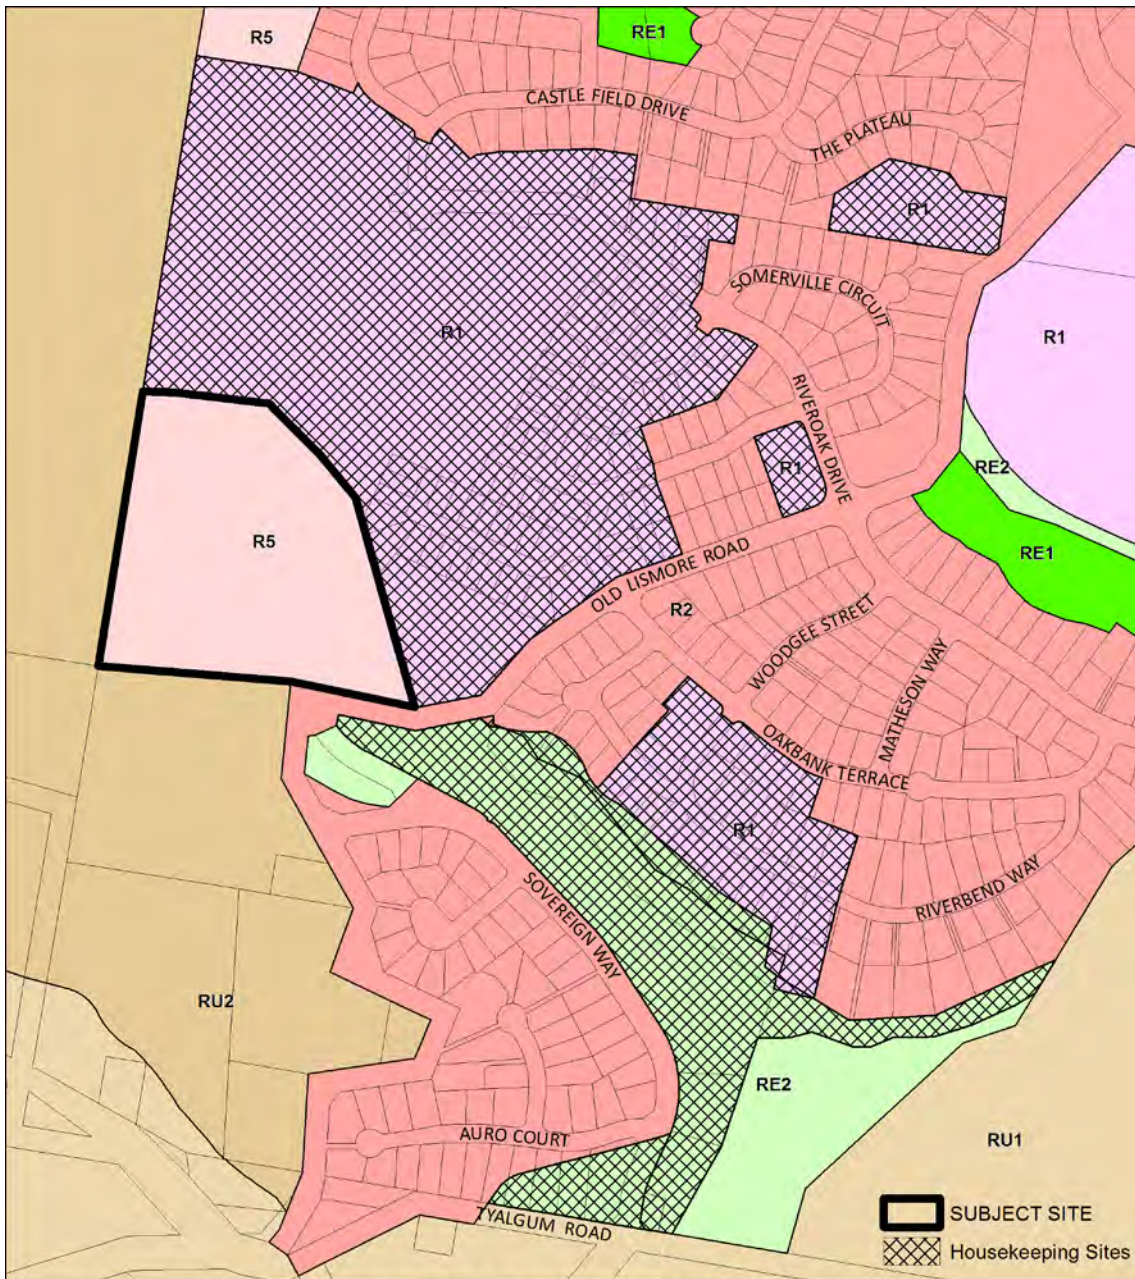 R5
RE1
CASTLE FIELD DRIVE
THE PLATEAU
R1
SOMERVILLE CIRCUIT
R1
R1
RIVEROAK DRIVE
R1
RE2
R5
RE1
OLD LISMORE ROAD
R2
WOODGEE STREET
MATHESON WAY
OAKBANK TERRACE
R1
SOVEREIGN WAY
RIVERBEND WAY
RU2
RE2
AURO COURT
RU1
TYALGUM ROAD
SUBJECT SITE
Housekeeping Sites